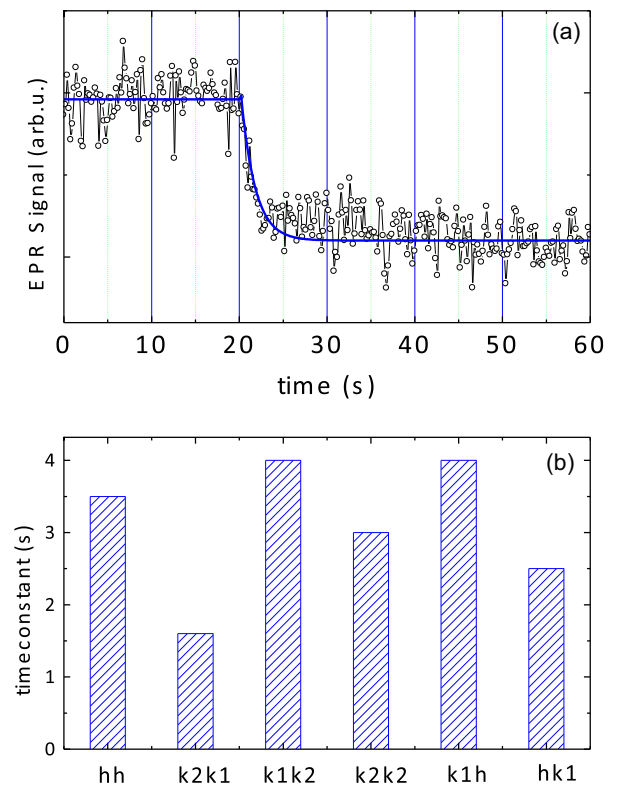 (a)
EPR Signal (arb.u.)
0 10 20 30 40 50 60
time (s)
(b)
timeconstant (s)
4
3
2
1
0
hh k2k1 k1k2 k2k2 k1h hk1